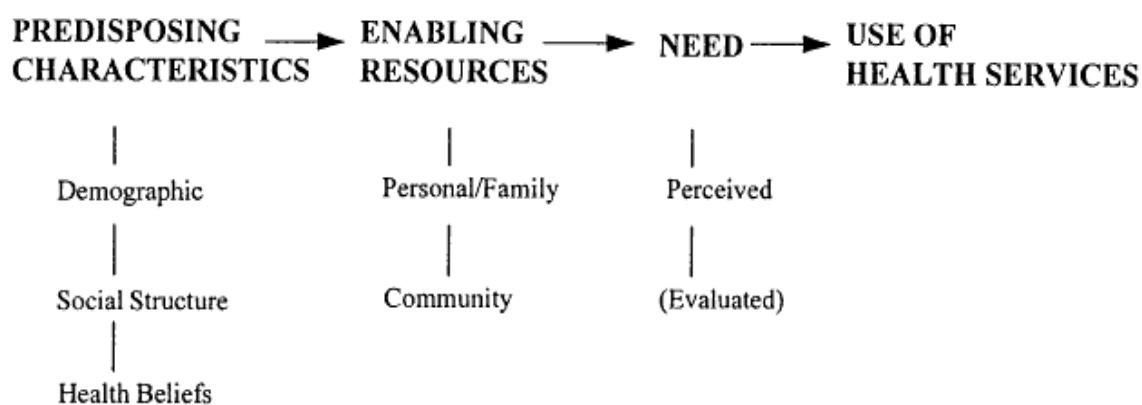 PREDISPOSING
CHARACTERISTICS
ENABLING
RESOURCES
NEED
USE OF
HEALTH SERVICES
Demographic
Personal/Family
Perceived
Social Structure
Community
(Evaluated)
Health Beliefs